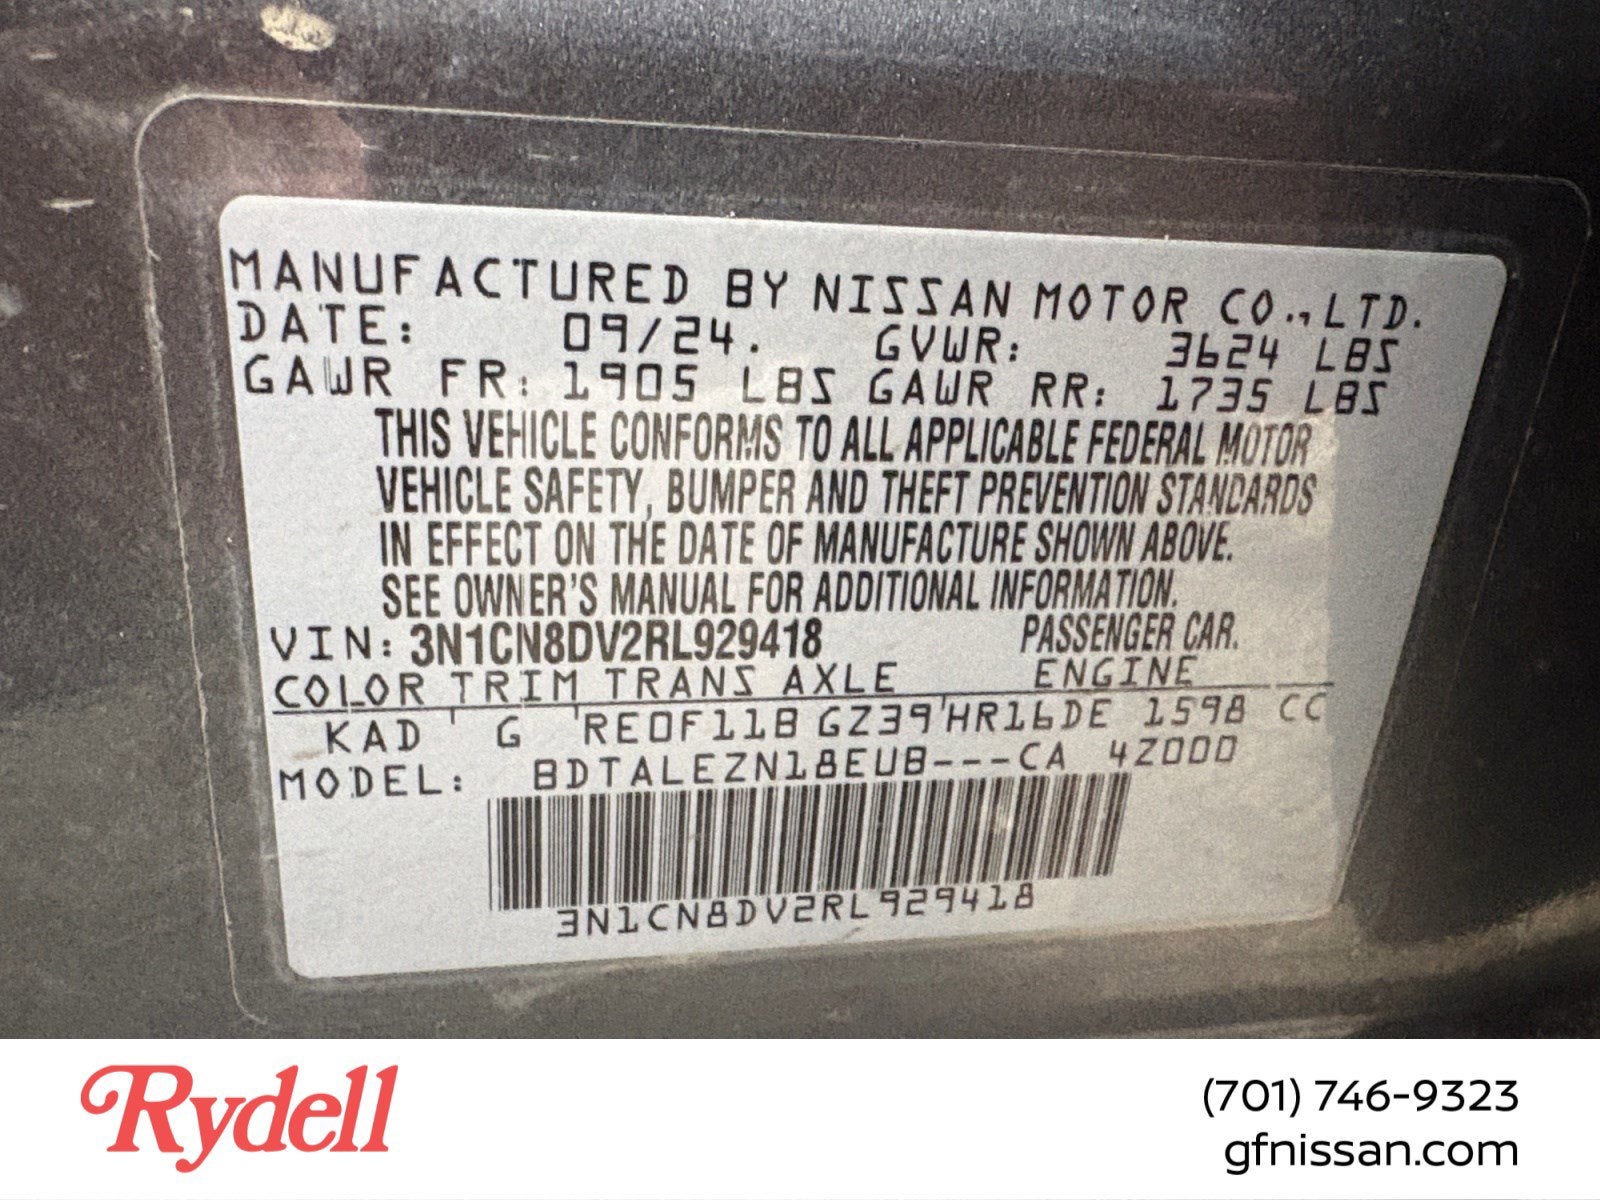 MANUFACTURED BY NISSAN MOTOR CO., LTD.
DATE: 09/24. GVWR: 3624 LBS
GAWR FR: 1905 LBS GAWR RR: 1735 LBS
THIS VEHICLE CONFORMS TO ALL APPLICABLE FEDERAL MOTOR
VEHICLE SAFETY, BUMPER AND THEFT PREVENTION STANDARDS
IN EFFECT ON THE DATE OF MANUFACTURE SHOWN ABOVE.
SEE OWNER'S MANUAL FOR ADDITIONAL INFORMATION.
VIN: 3N1CN8DV2RL929418 PASSENGER CAR.
COLOR TRIM TRANS AXLE ENGINE
KAD ' G ' RE0F11B GZ39'HR16DE 1598 CC
MODEL: BDTALEZN18EUB---CA 4Z000
3N1CN8DV2RL929418
Rydell
(701) 746-9323
gfnissan.com